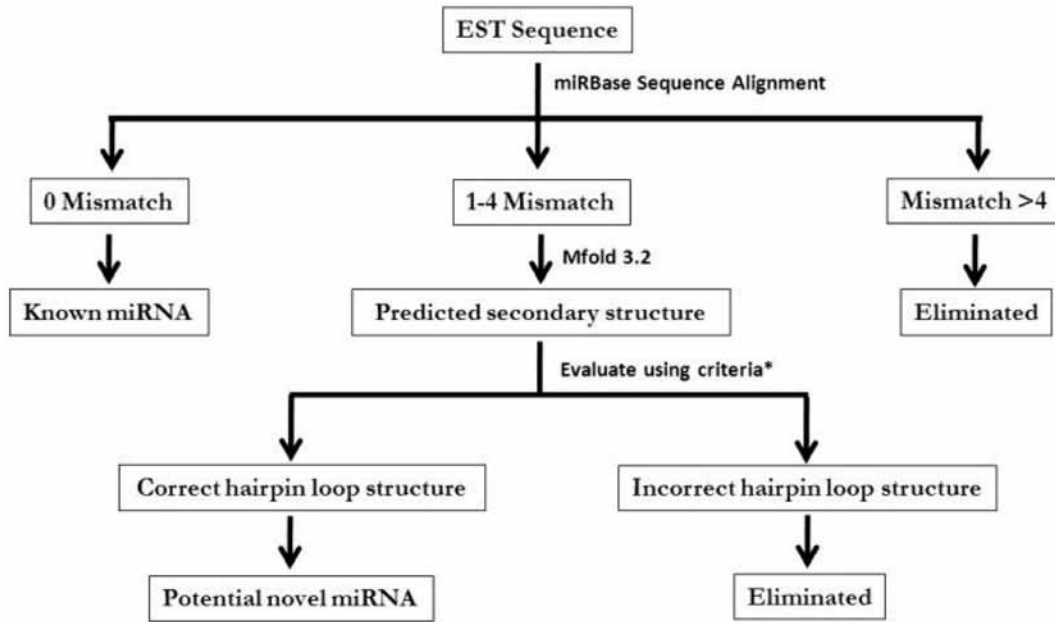 EST Sequence
miRBase Sequence Alignment
0 Mismatch
1-4 Mismatch
Mismatch >4
Mfold 3.2
Known miRNA
Predicted secondary structure
Eliminated
Evaluate using criteria*
Correct hairpin loop structure
Incorrect hairpin loop structure
Potential novel miRNA
Eliminated